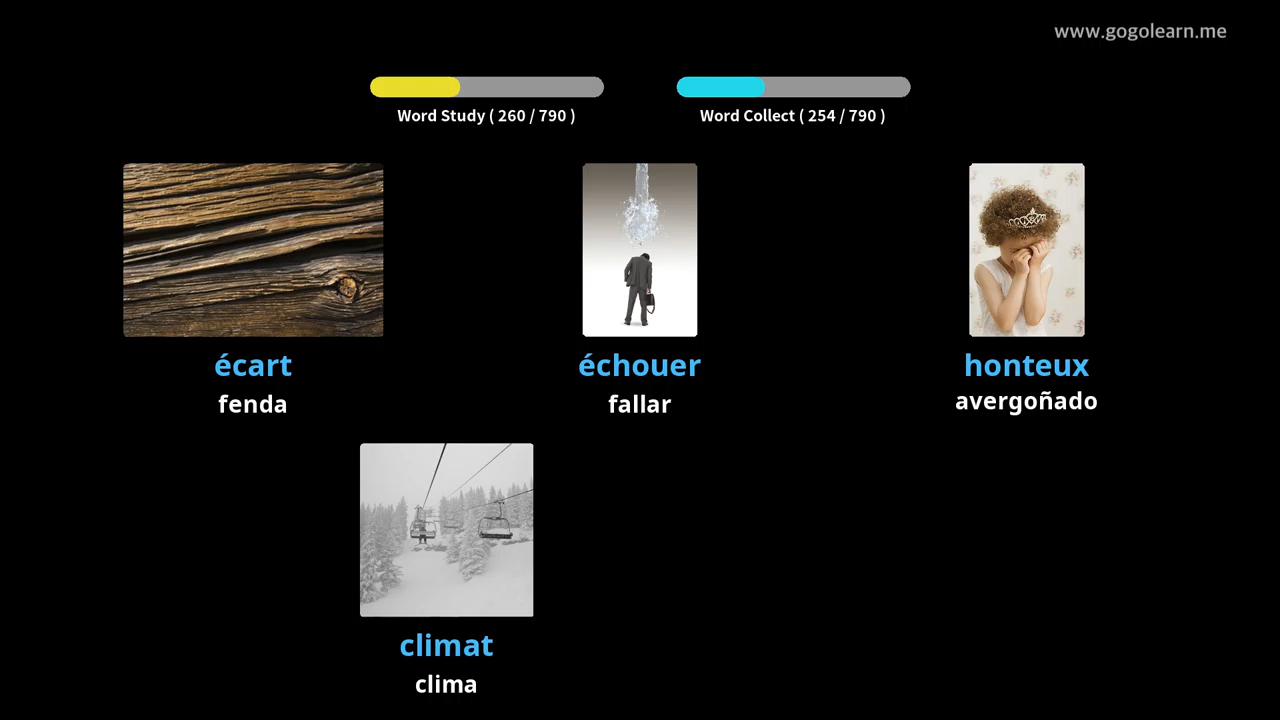 www.gogolearn.me
Word Study ( 260 / 790 )
Word Collect ( 254 / 790 )
écart
fenda
échouer
fallar
honteux
avergoñado
climat
clima